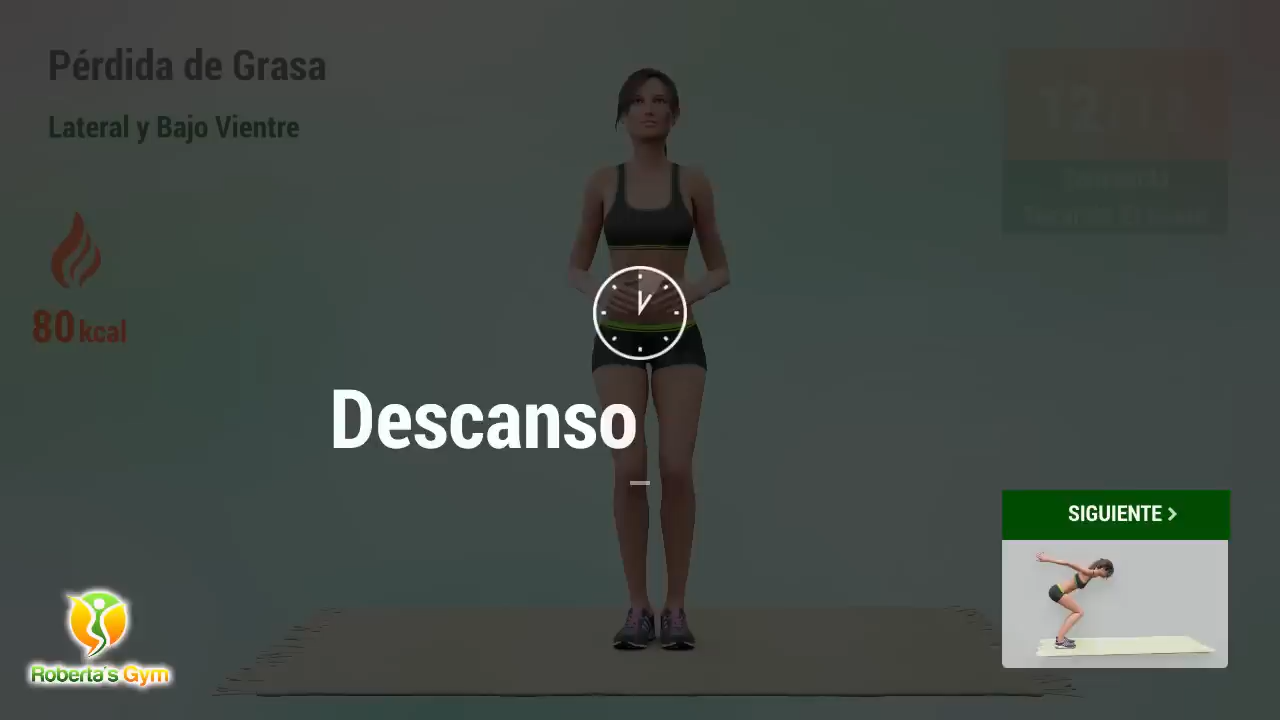 Pérdida de Grasa
Lateral y Bajo Vientre
80 kcal
Descanso
SIGUIENTE >
Roberta's Gym